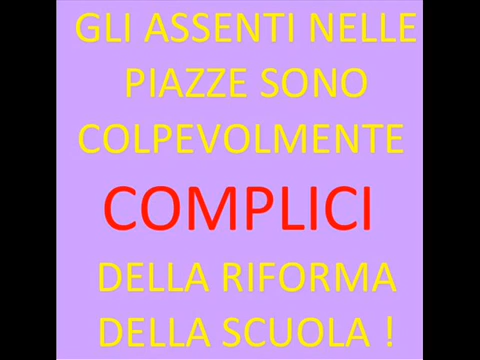 GLI ASSENTI NELLE
PIAZZE SONO
COLPEVOLMENTE
COMPLICI
DELLA RIFORMA
DELLA SCUOLA !